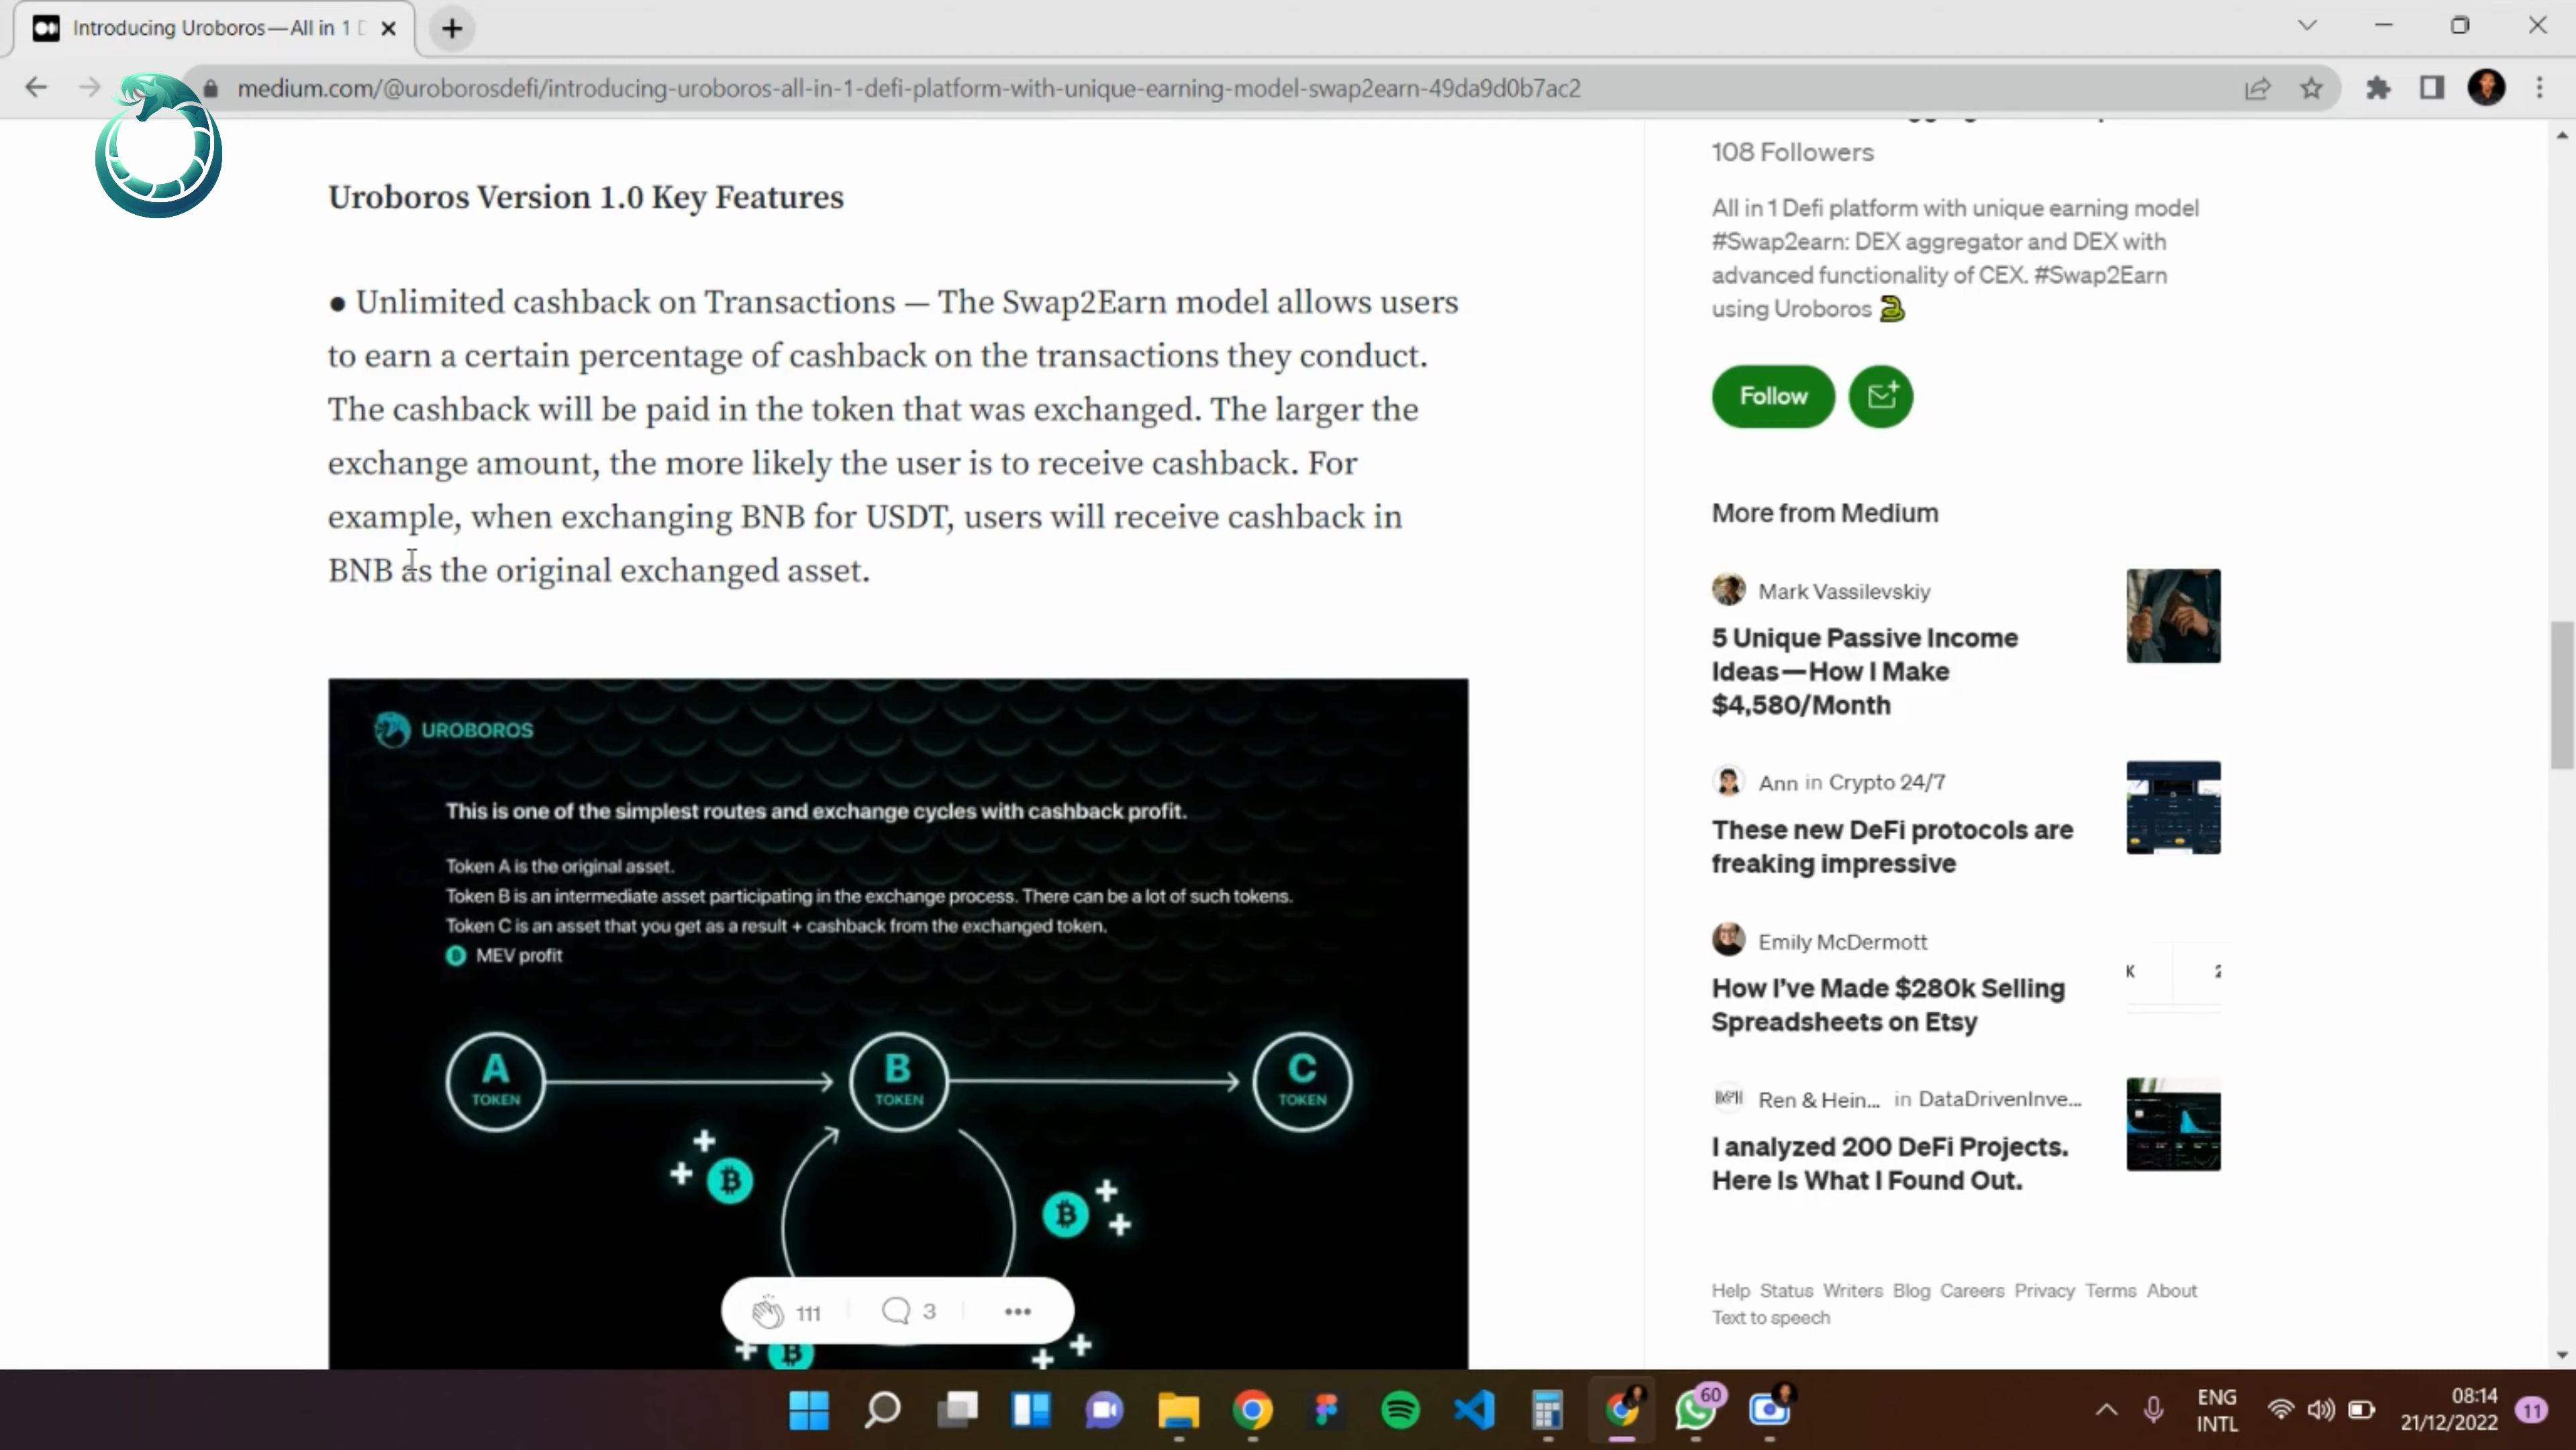 Introducing Uroboros—All in 1 D
medium.com/@uroborosdefi/introducing-uroboros-all-in-1-defi-platform-with-unique-earning-model-swap2earn-49da9d0b7ac2
Uroboros Version 1.0 Key Features
● Unlimited cashback on Transactions — The Swap2Earn model allows users
to earn a certain percentage of cashback on the transactions they conduct.
The cashback will be paid in the token that was exchanged. The larger the
exchange amount, the more likely the user is to receive cashback. For
example, when exchanging BNB for USDT, users will receive cashback in
BNB as the original exchanged asset.
UROBOROS
This is one of the simplest routes and exchange cycles with cashback profit.
Token A is the original asset.
Token B is an intermediate asset participating in the exchange process. There can be a lot of such tokens.
Token C is an asset that you get as a result + cashback from the exchanged token.
MEV profit
A
TOKEN
B
TOKEN
C
TOKEN
111
3
108 Followers
All in 1 Defi platform with unique earning model
#Swap2earn: DEX aggregator and DEX with
advanced functionality of CEX. #Swap2Earn
using Uroboros
Follow
More from Medium
Mark Vassilevskiy
5 Unique Passive Income
Ideas—How I Make
$4,580/Month
Ann in Crypto 24/7
These new DeFi protocols are
freaking impressive
Emily McDermott
How I've Made $280k Selling
Spreadsheets on Etsy
K 2
Ren & Hein... in DataDrivenInve...
I analyzed 200 DeFi Projects.
Here Is What I Found Out.
Help Status Writers Blog Careers Privacy Terms About
Text to speech
60
ENG
INTL
08:14
21/12/2022
11